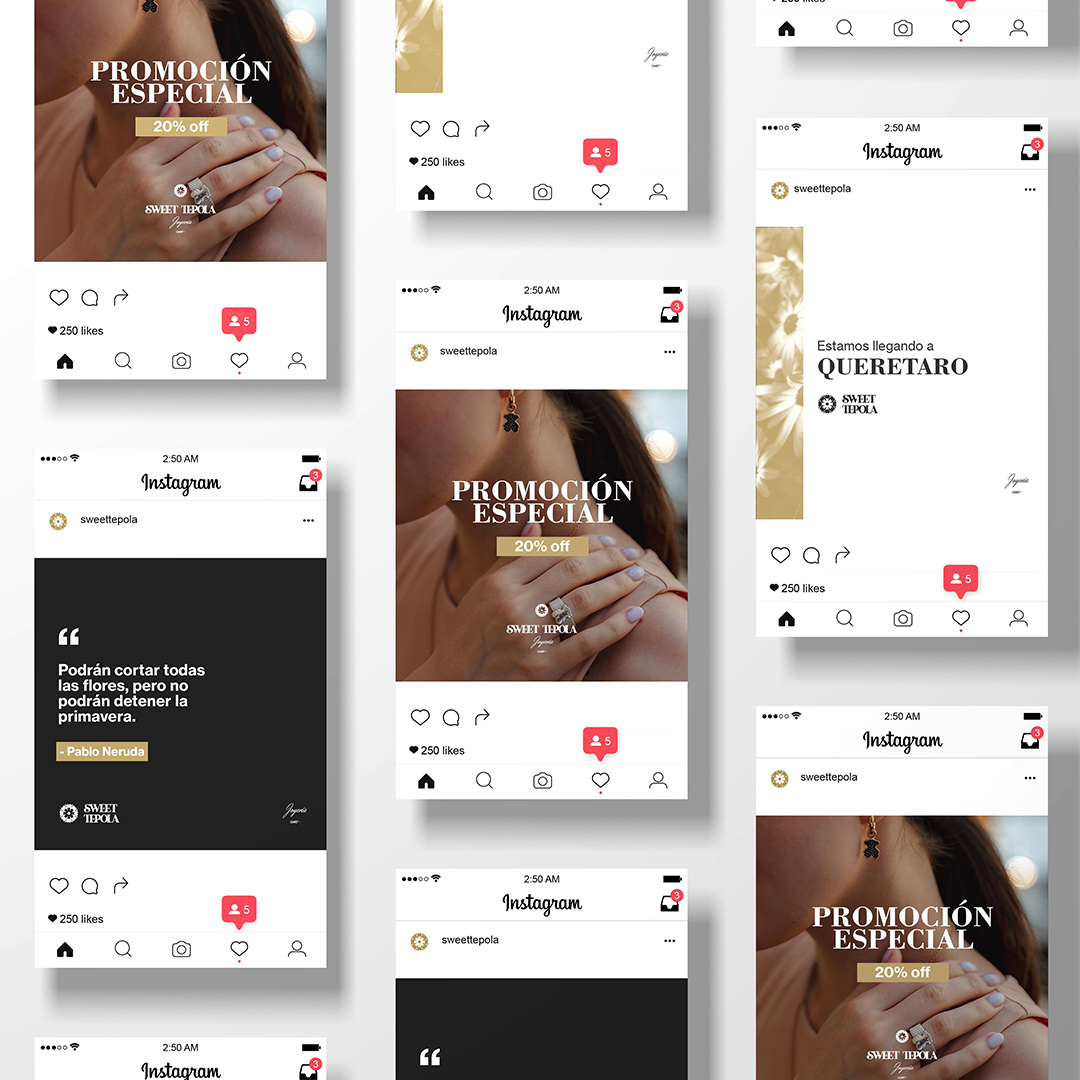 PROMOCIÓN
ESPECIAL
20% off
SWEET TEPOLA
Joyería
250 likes
5
2:50 AM
Instagram
3
sweettepola
“
Podrán cortar todas
las flores, pero no
podrán detener la
primavera.
- Pablo Neruda
SWEET
TEPOLA
Joyería
250 likes
5
2:50 AM
Instagram
3
Joyería
250 likes
5
2:50 AM
Instagram
3
sweettepola
PROMOCIÓN
ESPECIAL
20% off
SWEET TEPOLA
Joyería
250 likes
5
2:50 AM
Instagram
3
sweettepola
“
250 likes
2:50 AM
Instagram
3
sweettepola
Estamos llegando a
QUERETARO
SWEET
TEPOLA
Joyería
250 likes
5
2:50 AM
Instagram
3
sweettepola
PROMOCIÓN
ESPECIAL
20% off
SWEET TEPOLA
Joyería